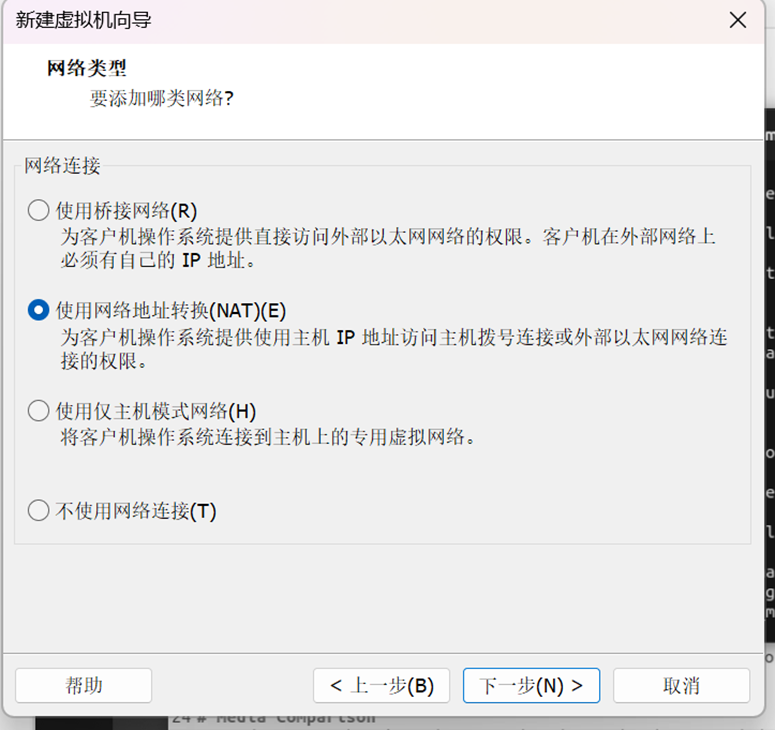 新建虚拟机向导
网络类型
要添加哪类网络?
网络连接
使用桥接网络(R)
为客户机操作系统提供直接访问外部以太网网络的权限。客户机在外部网络上
必须有自己的 IP 地址。
使用网络地址转换(NAT)(E)
为客户机操作系统提供使用主机 IP 地址访问主机拨号连接或外部以太网网络连
接的权限。
使用仅主机模式网络(H)
将客户机操作系统连接到主机上的专用虚拟网络。
不使用网络连接(T)
帮助
< 上一步(B)
下一步(N) >
取消
24 # Media Comparison